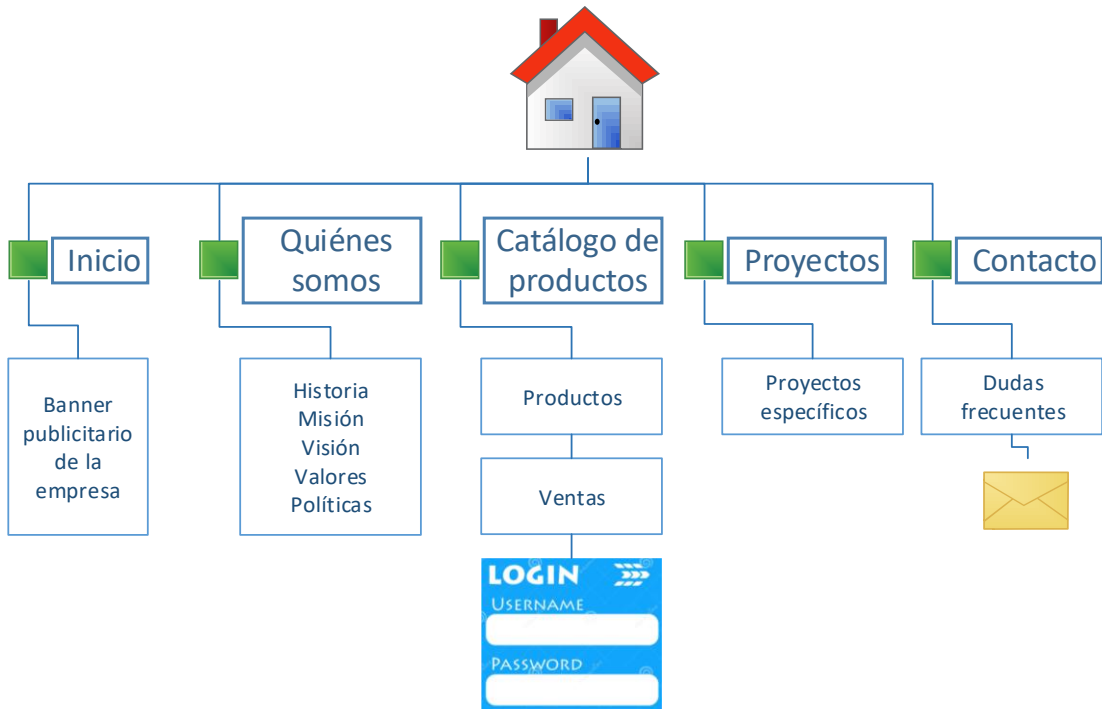 Inicio
Quiénes
somos
Catálogo de
productos
Proyectos
Contacto
Banner
publicitario
de la
empresa
Historia
Misión
Visión
Valores
Políticas
Productos
Ventas
LOGIN
USERNAME
PASSWORD
Proyectos
específicos
Dudas
frecuentes